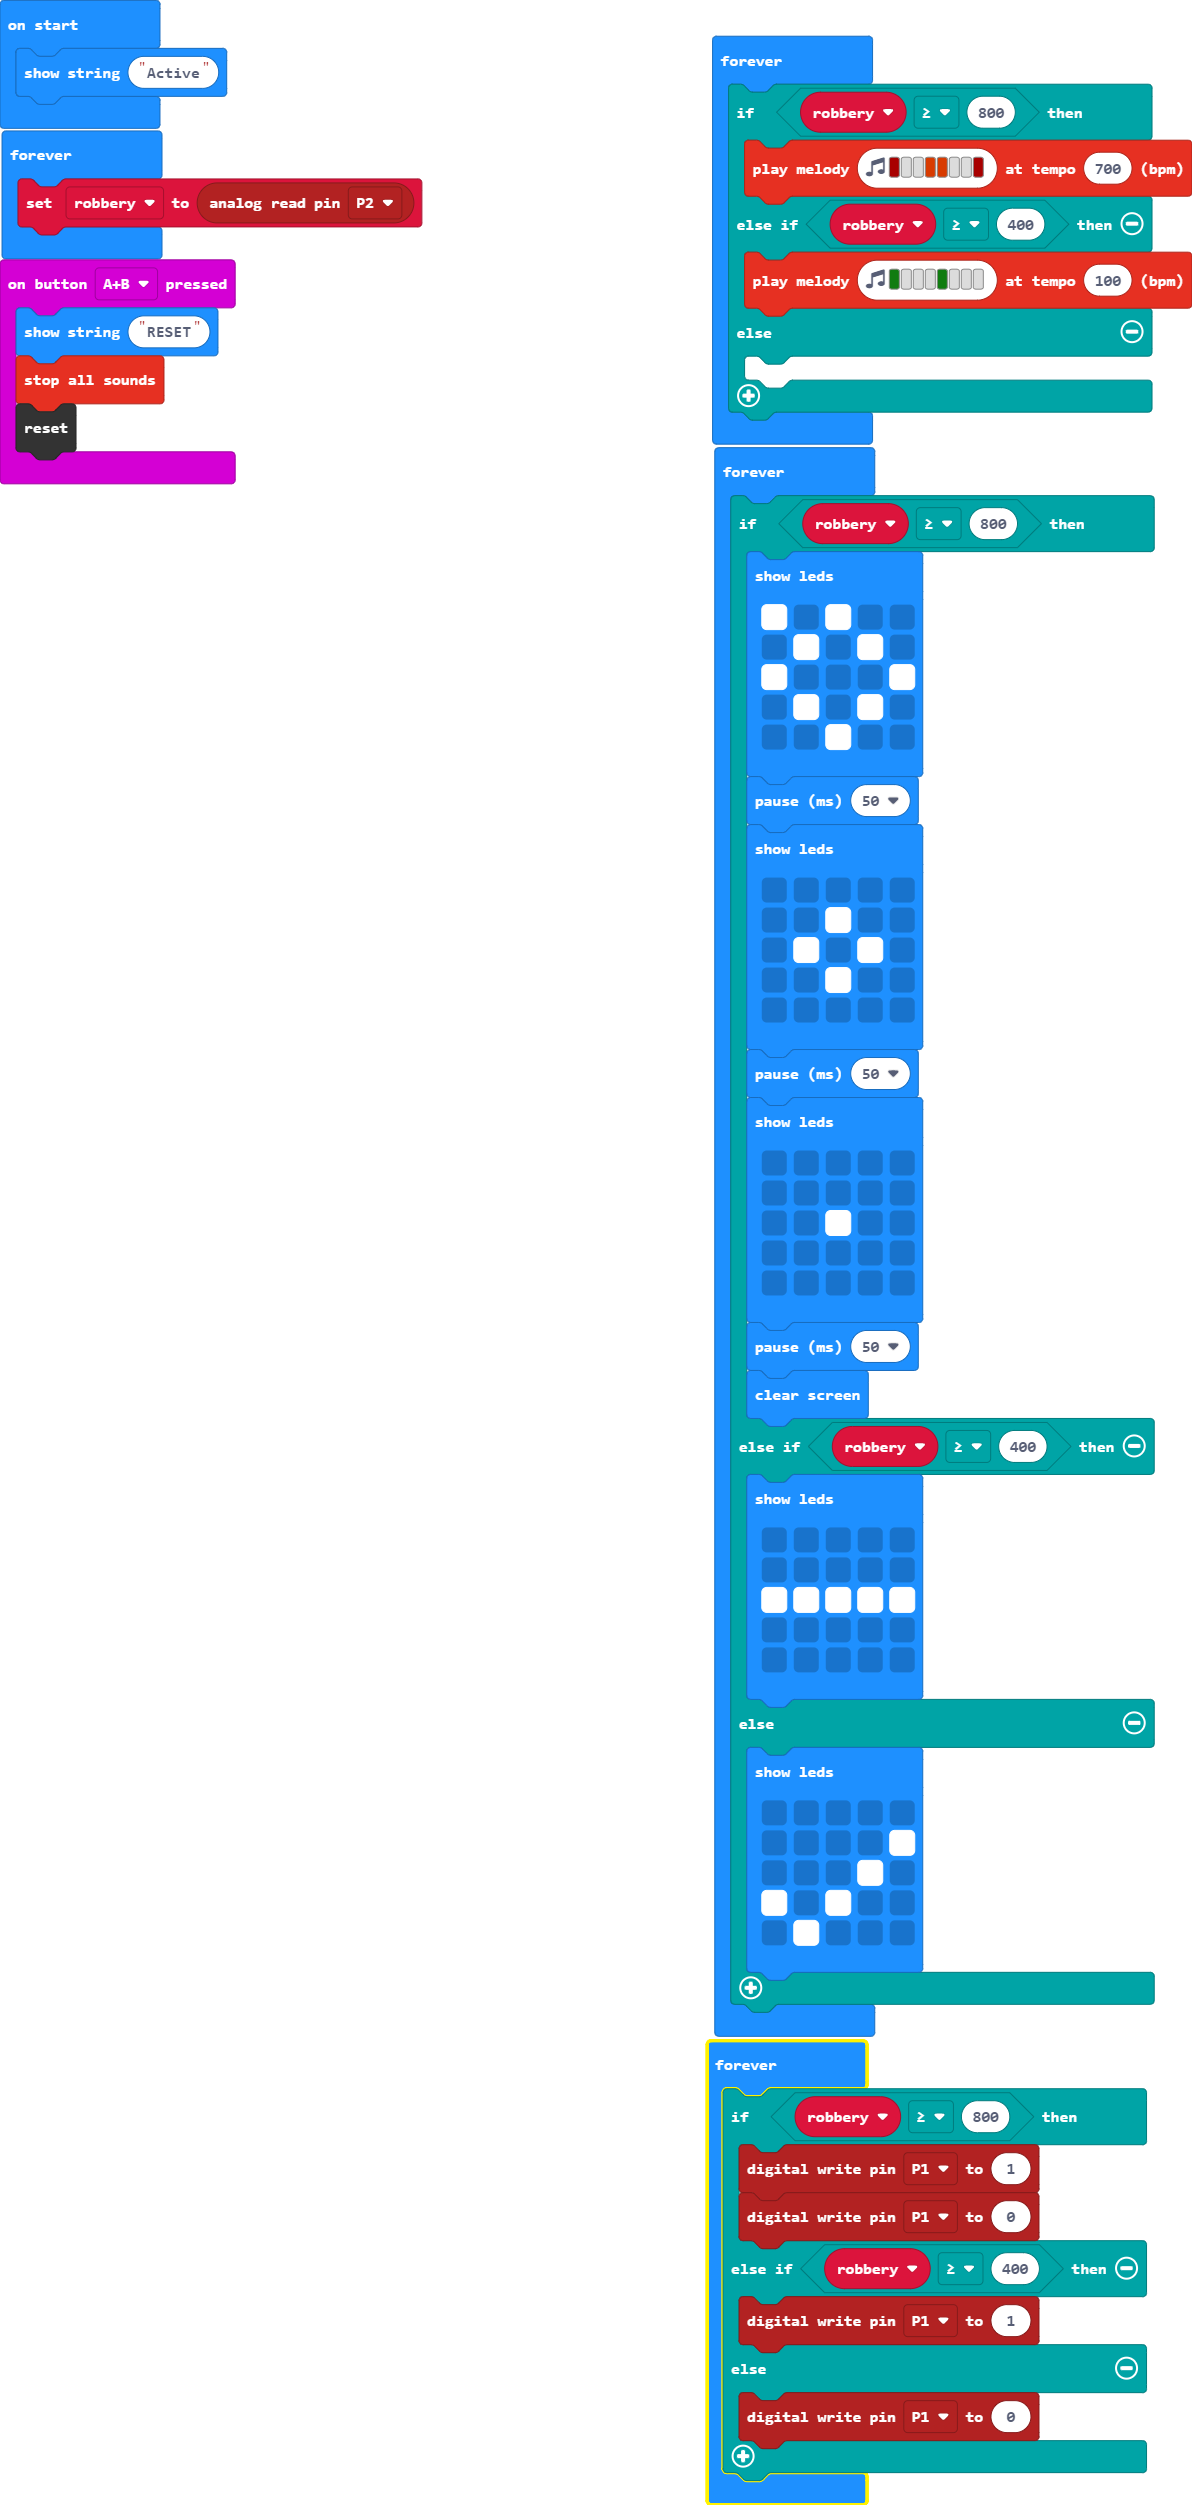 on start
show string "Active"
forever
set robbery to analog read pin P2
on button A+B pressed
show string "RESET"
stop all sounds
reset
forever
if robbery ≥ 800 then
play melody at tempo 700 (bpm)
else if robbery ≥ 400 then
play melody at tempo 100 (bpm)
else
forever
if robbery ≥ 800 then
show leds
pause (ms) 50
show leds
pause (ms) 50
show leds
pause (ms) 50
clear screen
else if robbery ≥ 400 then
show leds
else
show leds
forever
if robbery ≥ 800 then
digital write pin P1 to 1
digital write pin P1 to 0
else if robbery ≥ 400 then
digital write pin P1 to 1
else
digital write pin P1 to 0